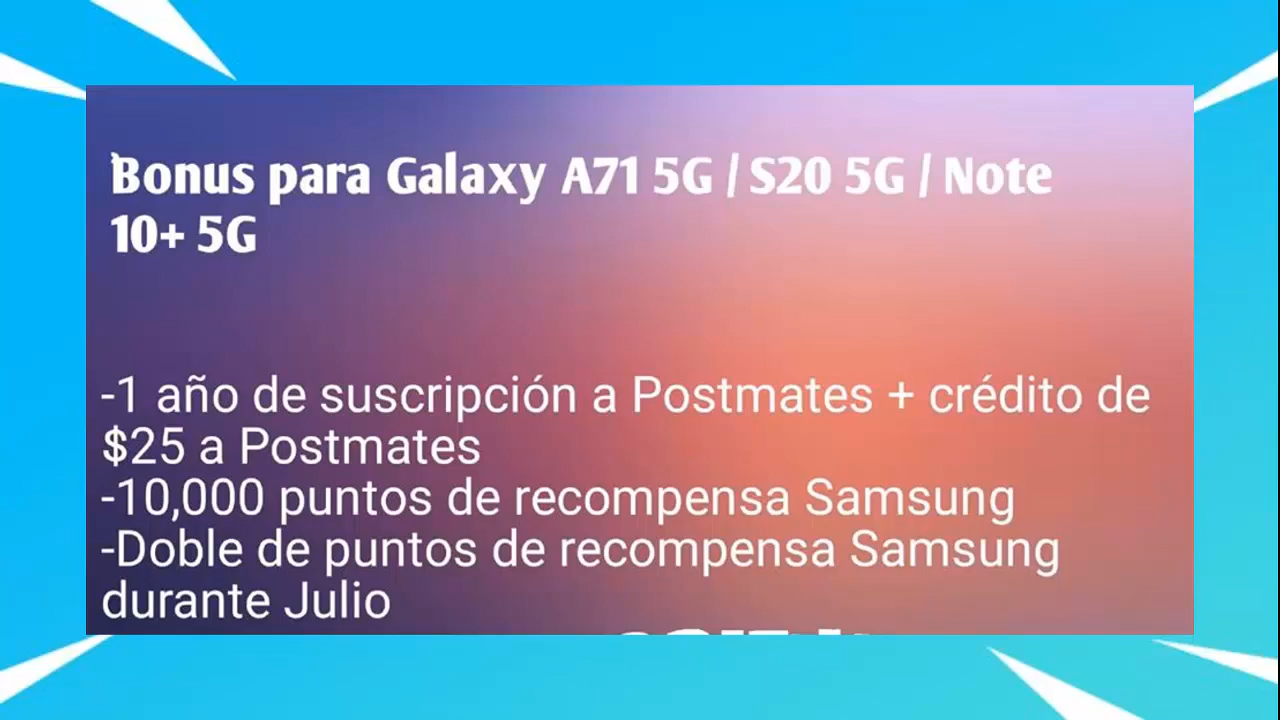 Bonus para Galaxy A71 5G / S20 5G / Note
10+ 5G
-1 año de suscripción a Postmates + crédito de
$25 a Postmates
-10,000 puntos de recompensa Samsung
-Doble de puntos de recompensa Samsung
durante Julio